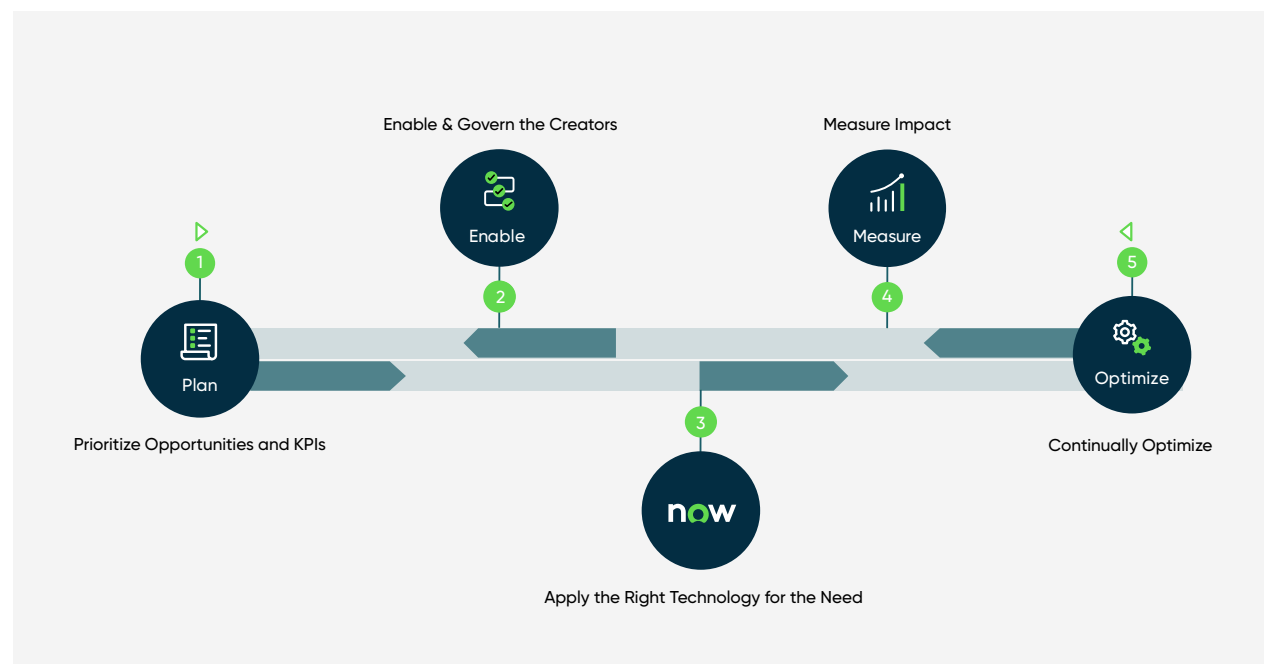 Enable & Govern the Creators
Measure Impact
Enable
Measure
1
5
2
4
Plan
Optimize
3
Prioritize Opportunities and KPIs
Continually Optimize
now
Apply the Right Technology for the Need